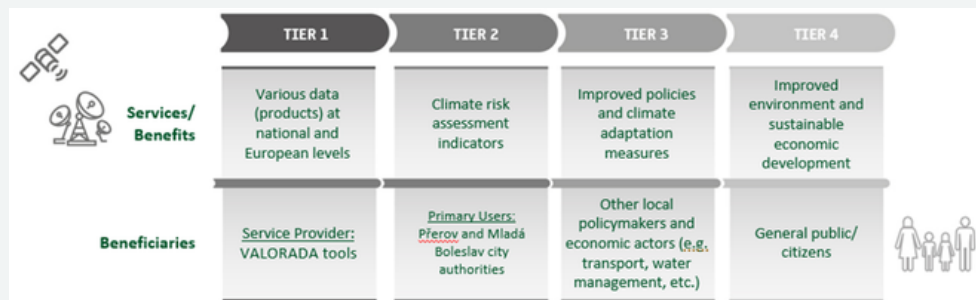 TIER 1
TIER 2
TIER 3
TIER 4
Services/
Benefits
Various data
(products) at
national and
European levels
Climate risk
assessment
indicators
Improved policies
and climate
adaptation
measures
Improved
environment and
sustainable
economic
development
Beneficiaries
Service Provider:
VALORADA tools
Primary Users:
Přerov and Mladá
Boleslav city
authorities
Other local
policymakers and
economic actors (e.g.
transport, water
management, etc.)
General public/
citizens